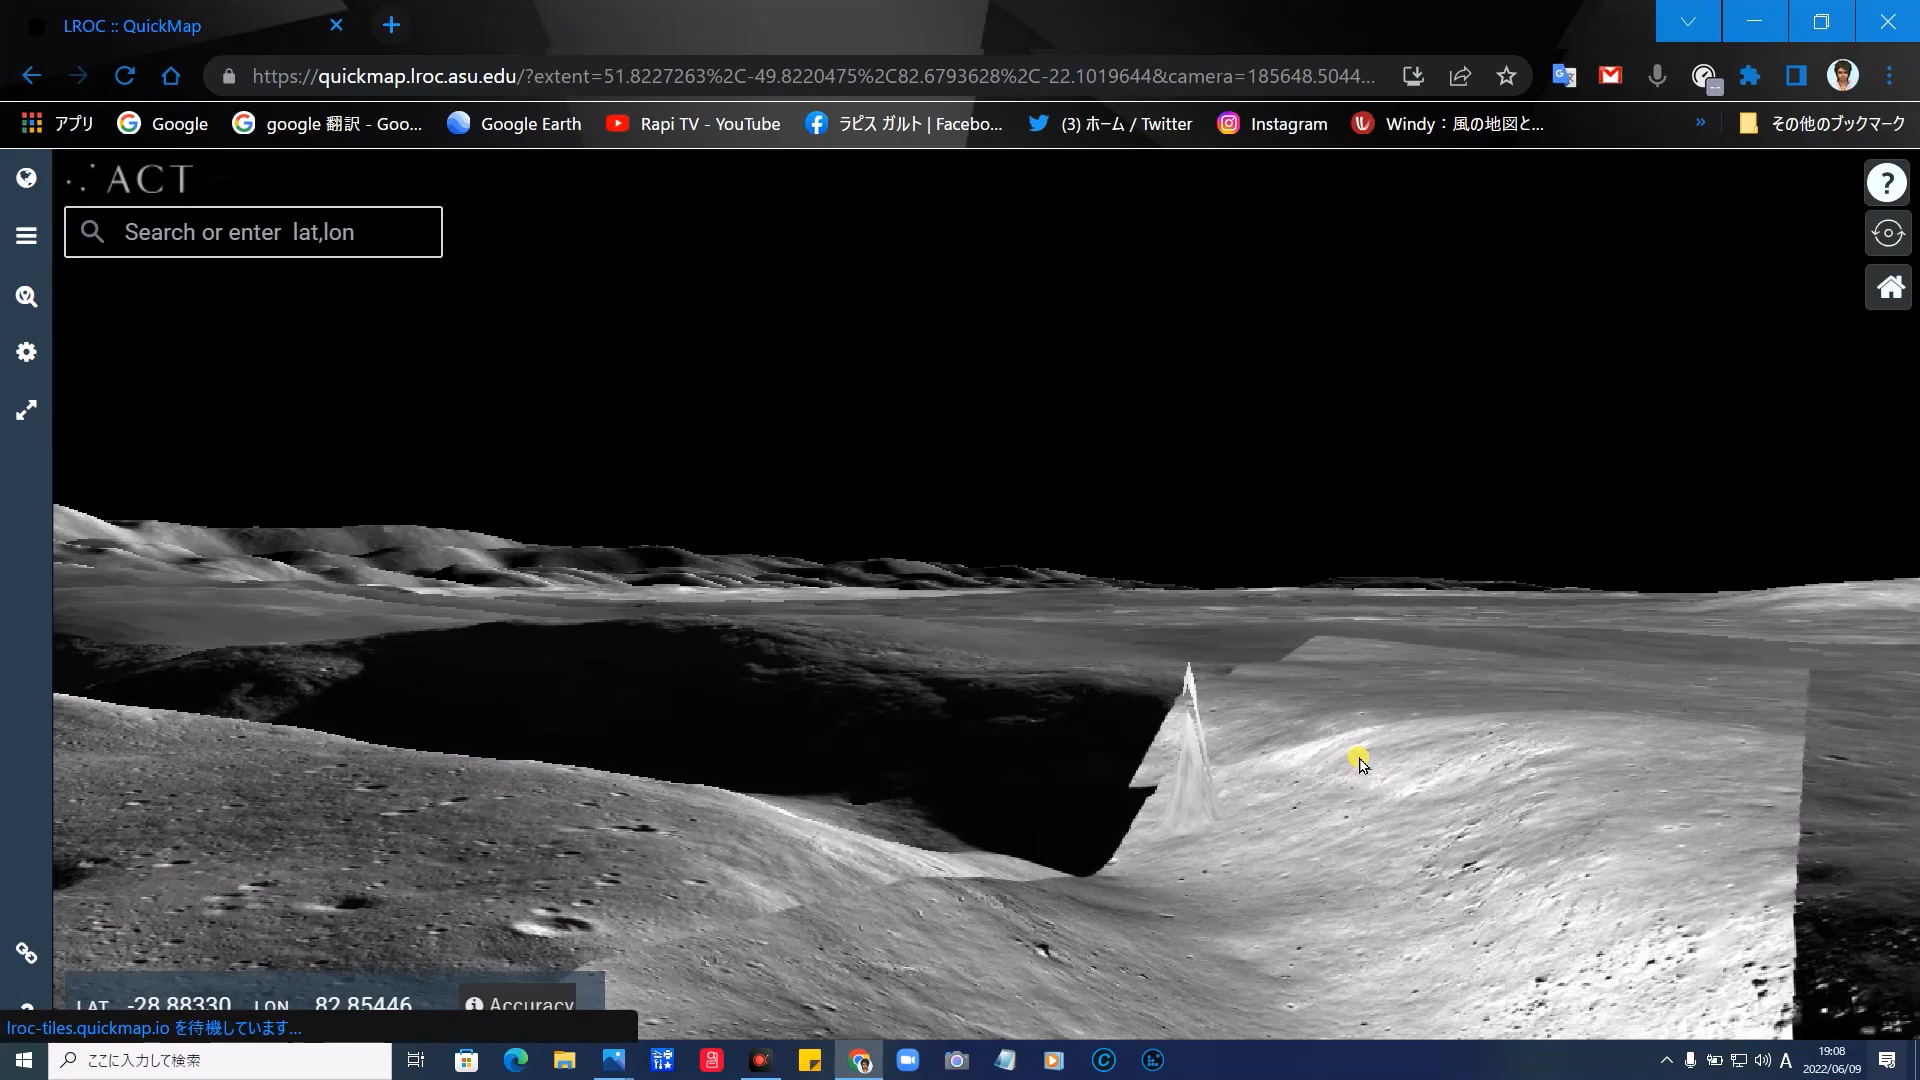 LROC :: QuickMap
https://quickmap.lroc.asu.edu/?extent=51.8227263%2C-49.8220475%2C82.6793628%2C-22.1019644&camera=185648.5044...
アプリ Google google 翻訳 - Goo... Google Earth Rapi TV - YouTube ラピス ガルト | Facebo... (3) ホーム / Twitter Instagram Windy：風の地図と... » その他のブックマーク
ACT
Search or enter lat,lon
?
LAT -28.88330 LON 82.85446 Accuracy
lroc-tiles.quickmap.io を待機しています...
ここに入力して検索
A
19:08
2022/06/09